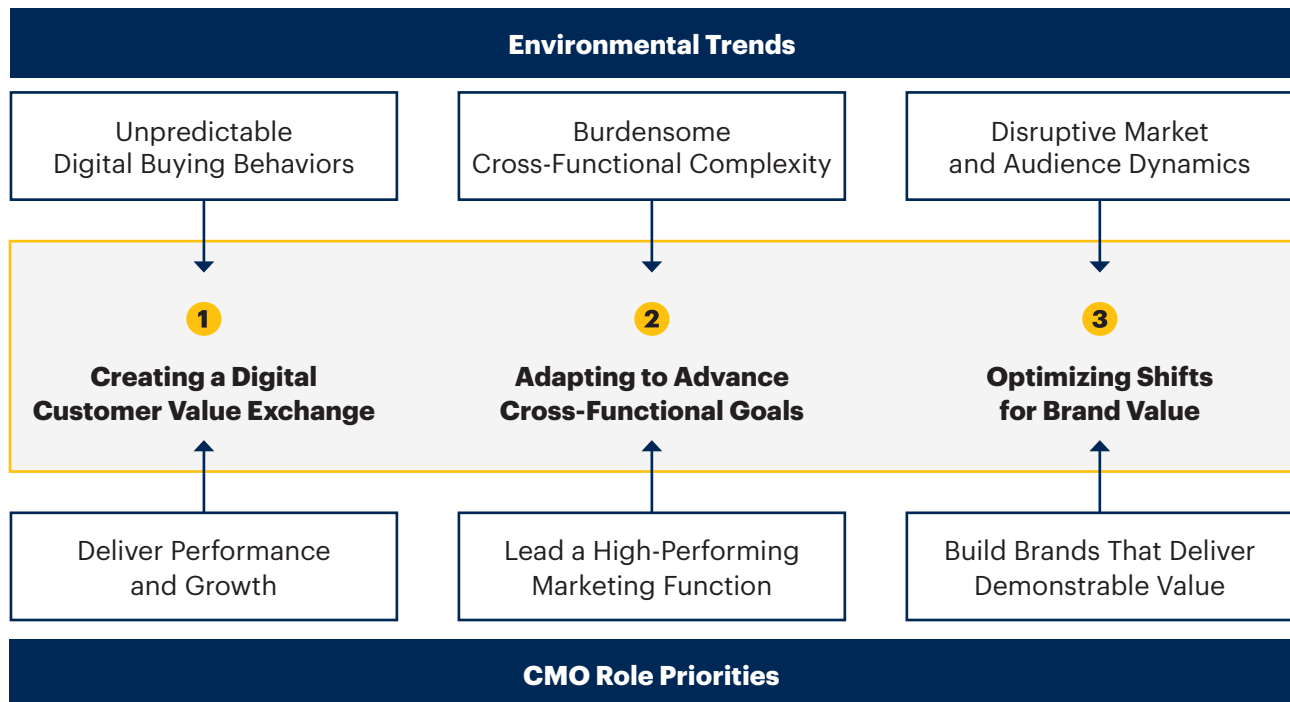 Environmental Trends
Unpredictable
Digital Buying Behaviors
Burdensome
Cross-Functional Complexity
Disruptive Market
and Audience Dynamics
1
Creating a Digital
Customer Value Exchange
2
Adapting to Advance
Cross-Functional Goals
3
Optimizing Shifts
for Brand Value
Deliver Performance
and Growth
Lead a High-Performing
Marketing Function
Build Brands That Deliver
Demonstrable Value
CMO Role Priorities